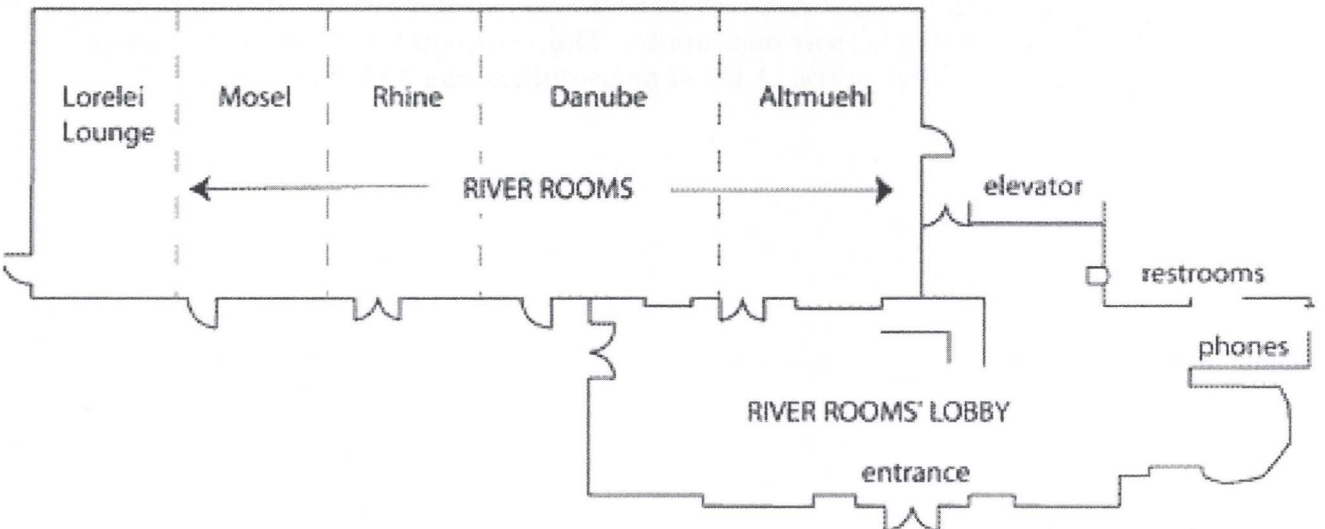 Lorelei
Lounge
Mosel
Rhine
Danube
Altmuehl
RIVER ROOMS
elevator
restrooms
phones
RIVER ROOMS' LOBBY
entrance